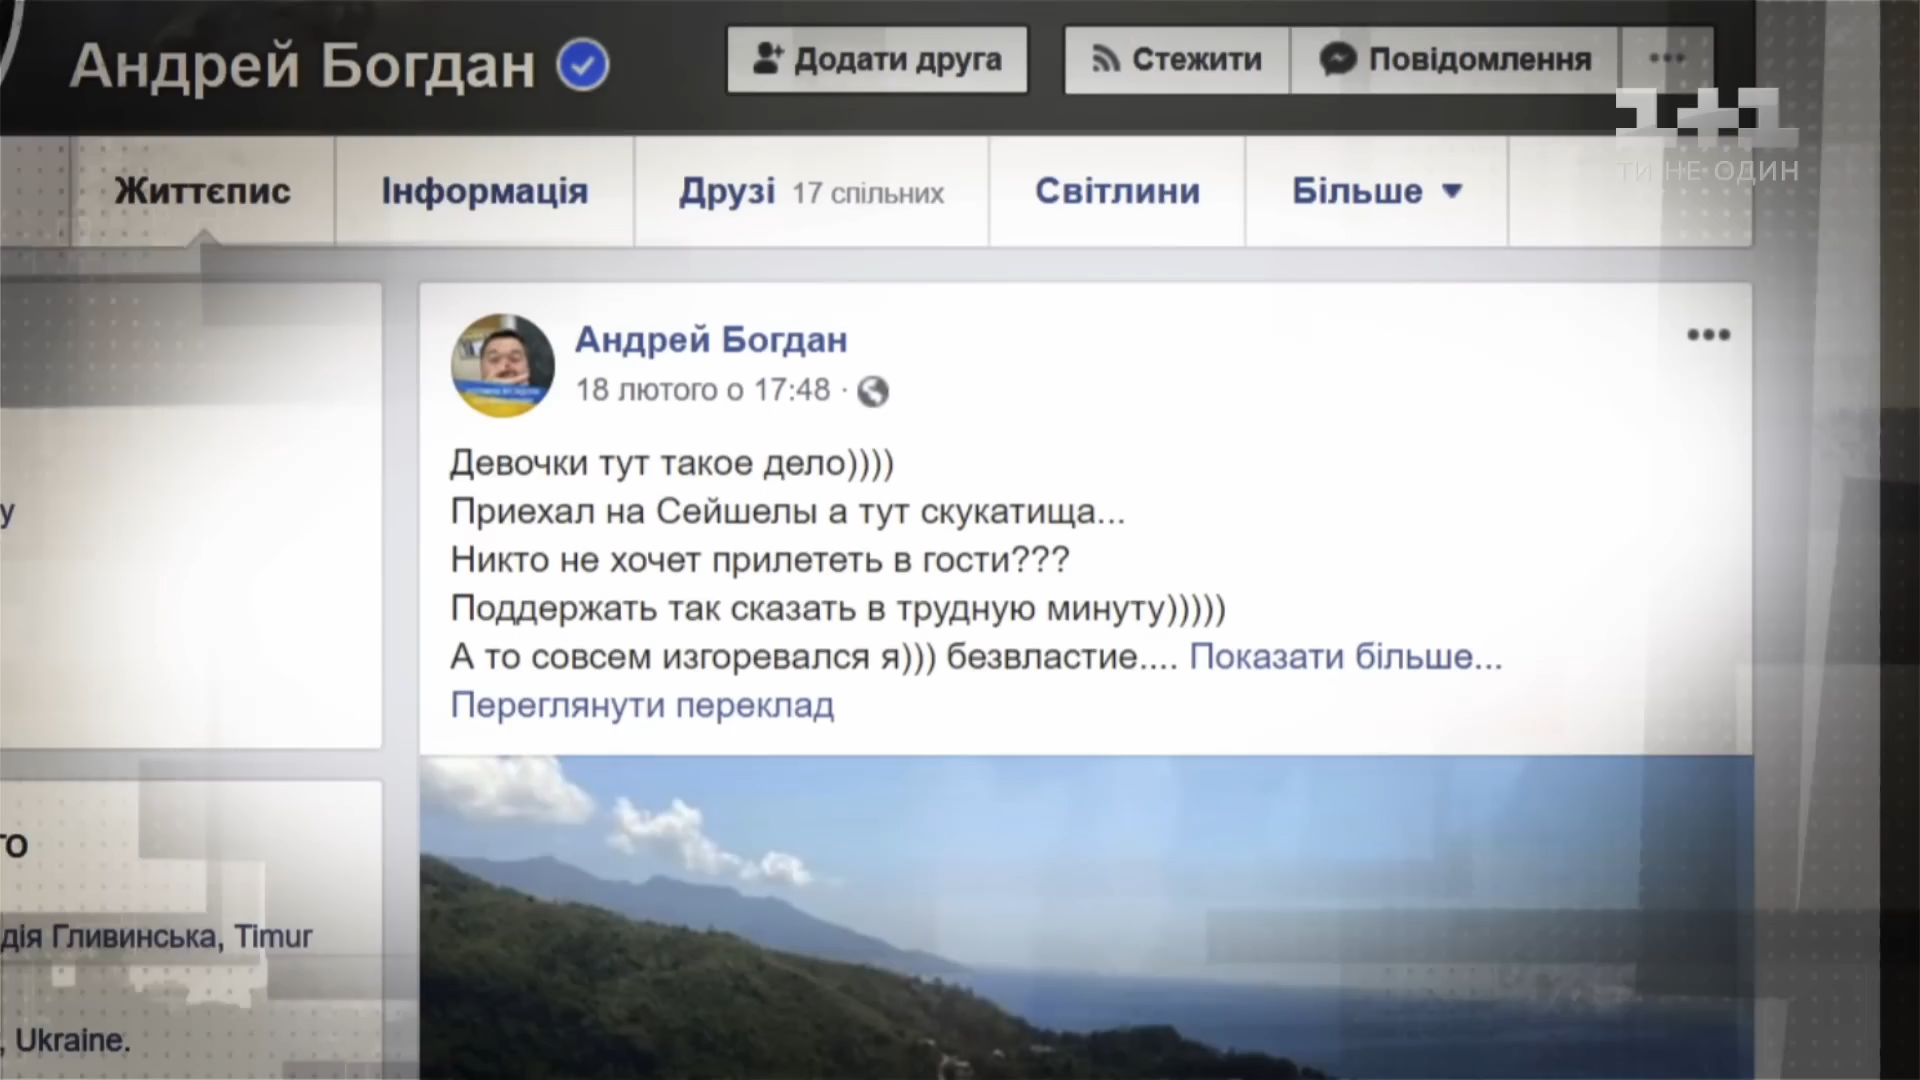 Андрей Богдан
Додати друга
Стежити
Повідомлення
1+1
ТИ НЕ ОДИН
Життєпис
Інформація
Друзі 17 спільних
Світлини
Більше
Андрей Богдан
18 лютого о 17:48 ·
Девочки тут такое дело))))
Приехал на Сейшелы а тут скукатища...
Никто не хочет прилететь в гости???
Поддержать так сказать в трудную минуту)))))
А то совсем изгоревался я))) безвластие.... Показати більше...
Переглянути переклад
у
го
дія Гливинська, Timur
, Ukraine.